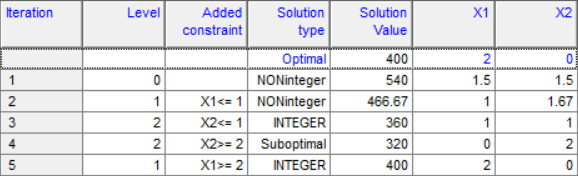 Iteration Level Added constraint Solution type Solution Value X1 X2
Optimal 400 2 0
1 0 NONinteger 540 1.5 1.5
2 1 X1<= 1 NONinteger 466.67 1 1.67
3 2 X2<= 1 INTEGER 360 1 1
4 2 X2>= 2 Suboptimal 320 0 2
5 1 X1>= 2 INTEGER 400 2 0